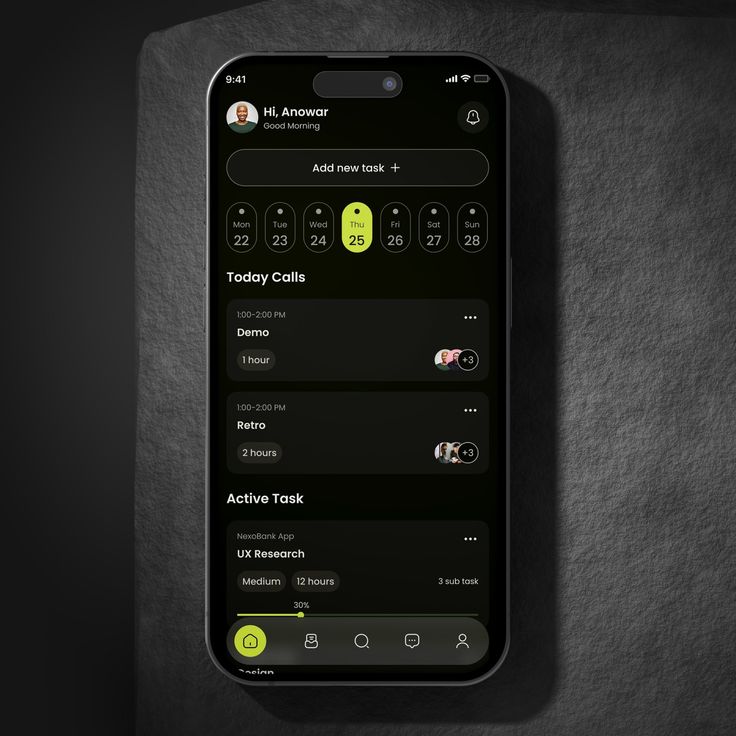 9:41
Hi, Anowar
Good Morning
Add new task +
Mon Tue Wed Thu Fri Sat Sun
22 23 24 25 26 27 28
Today Calls
1:00-2:00 PM
Demo
1 hour +3
1:00-2:00 PM
Retro
2 hours +3
Active Task
NexoBank App
UX Research
Medium 12 hours 3 sub task
30%
Design